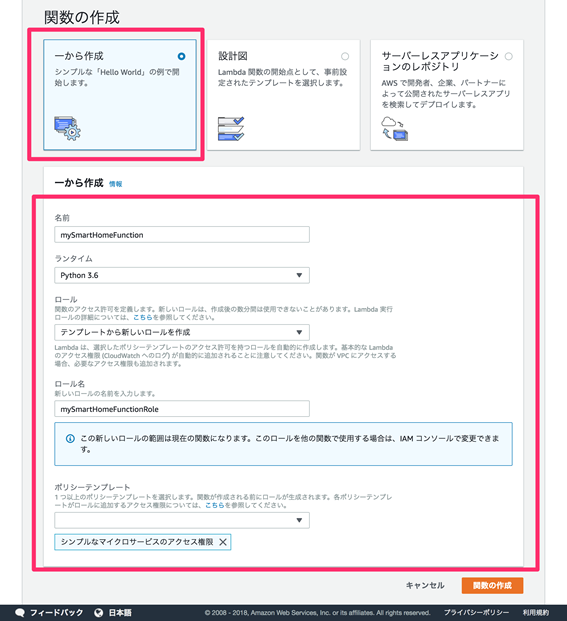 関数の作成
一から作成
シンプルな「Hello World」の例で開
始します。
設計図
Lambda 関数の開始点として、事前設
定されたテンプレートを選択します。
サーバーレスアプリケーシ
ョンのレポジトリ
AWS で開発者、企業、パートナーに
よって公開されたサーバーレスアプリ
を検索してデプロイします。
一から作成 情報
名前
mySmartHomeFunction
ランタイム
Python 3.6
ロール
関数のアクセス許可を定義します。新しいロールは、作成後の数分間は使用できないことがあります。Lambda 実行
ロールの詳細については、こちらを参照してください。
テンプレートから新しいロールを作成
Lambda は、選択したポリシーテンプレートのアクセス許可を持つロールを自動的に作成します。基本的な Lambda
のアクセス権限 (CloudWatch へのログ) が自動的に追加されることに注意してください。関数が VPC にアクセスする
場合、必要なアクセス権限も追加されます。
ロール名
新しいロールの名前を入力します。
mySmartHomeFunctionRole
この新しいロールの範囲は現在の関数になります。このロールを他の関数で使用する場合は、IAM コンソールで変更できま
す。
ポリシーテンプレート
1 つ以上のポリシーテンプレートを選択します。関数が作成される前にロールが生成されます。各ポリシーテンプレ
ートがロールに追加するアクセス権限については、こちらを参照してください。
シンプルなマイクロサービスのアクセス権限
キャンセル
関数の作成
フィードバック 日本語 © 2008 - 2018, Amazon Web Services, Inc. or its affiliates. All rights reserved. プライバシーポリシー 利用規約